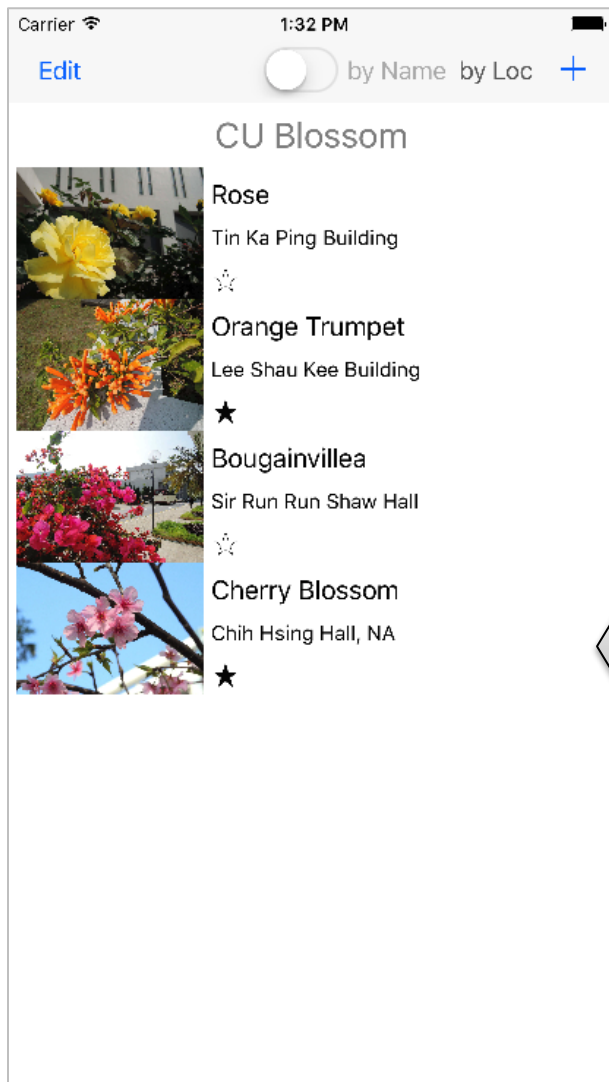 Carrier 1:32 PM
Edit by Name by Loc +
CU Blossom
Rose
Tin Ka Ping Building
☆
Orange Trumpet
Lee Shau Kee Building
★
Bougainvillea
Sir Run Run Shaw Hall
☆
Cherry Blossom
Chih Hsing Hall, NA
★